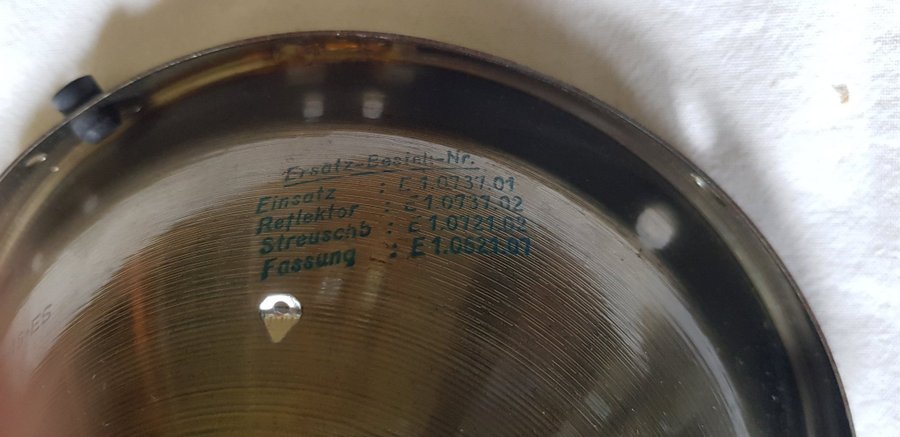 Ersatz-Bestell-Nr.
Einsatz : E 1.0737.01
Reflektor : E 1.0737.02
Streuschb : E 1.0721.02
Fassung : E 1.0521.01